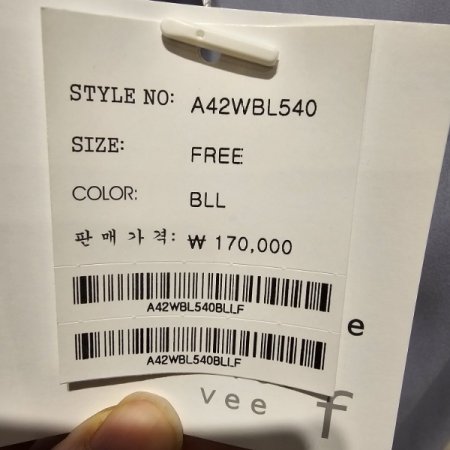 STYLE NO: A42WBL540
SIZE: FREE
COLOR: BLL
판매가격: ₩ 170,000
A42WBL540BLLF
A42WBL540BLLF
e
vee f